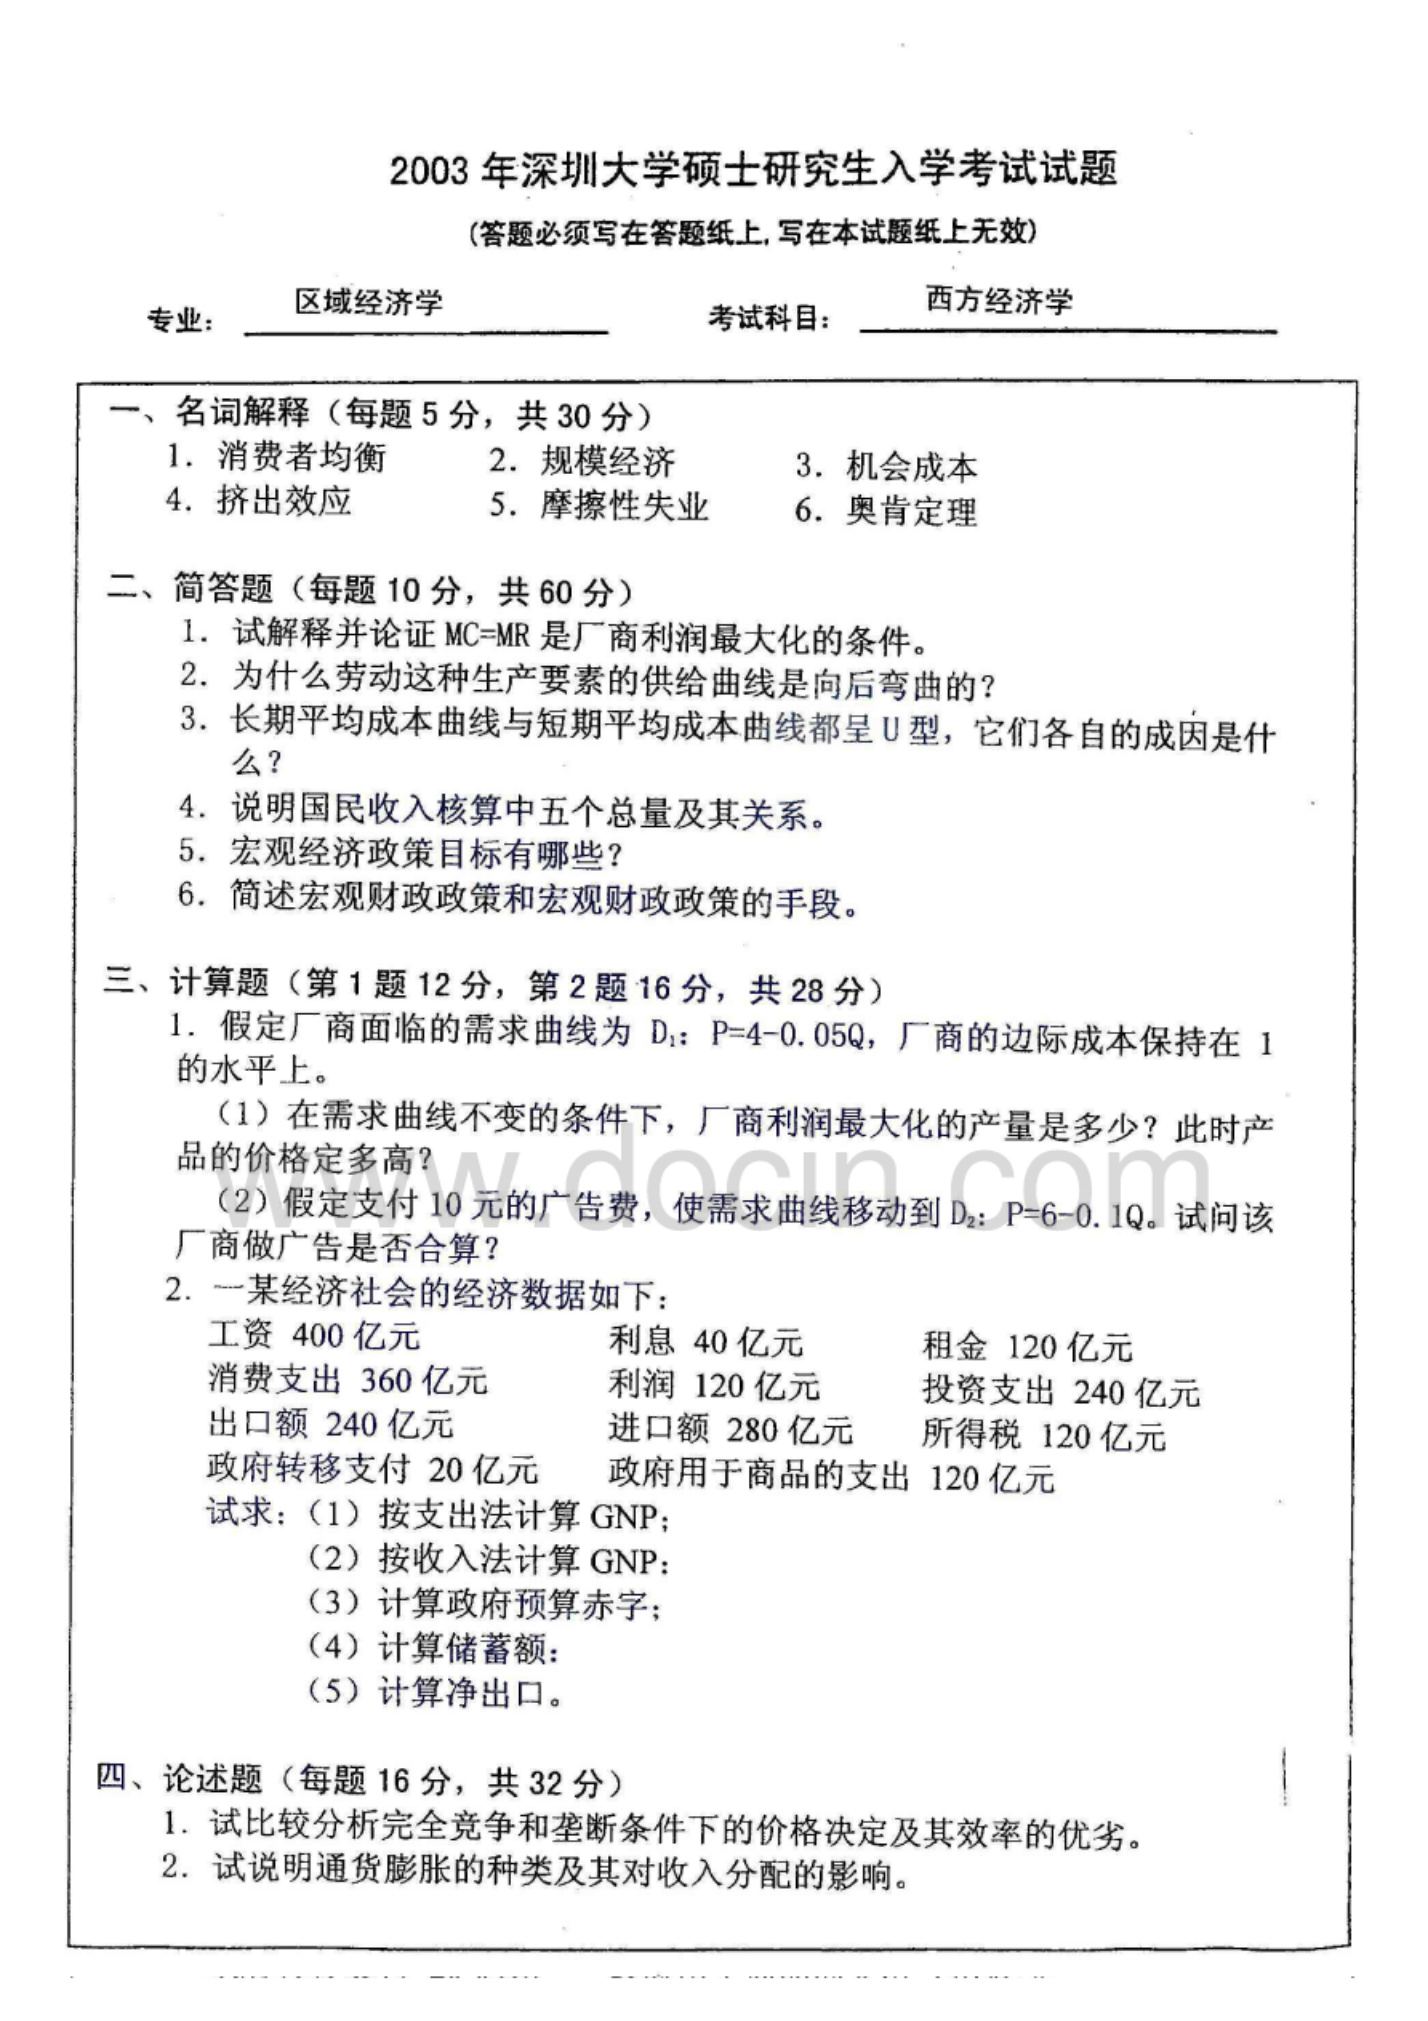 2003年深圳大学硕士研究生入学考试试题
(答题必须写在答题纸上,写在本试题纸上无效)
专业: 区域经济学 考试科目: 西方经济学
一、名词解释（每题5分，共30分）
1. 消费者均衡 2. 规模经济 3. 机会成本
4. 挤出效应 5. 摩擦性失业 6. 奥肯定理
二、简答题（每题10分，共60分）
1. 试解释并论证MC=MR是厂商利润最大化的条件。
2. 为什么劳动这种生产要素的供给曲线是向后弯曲的？
3. 长期平均成本曲线与短期平均成本曲线都呈U型，它们各自的成因是什
么？
4. 说明国民收入核算中五个总量及其关系。
5. 宏观经济政策目标有哪些？
6. 简述宏观财政政策和宏观财政政策的手段。
三、计算题（第1题12分，第2题16分，共28分）
1. 假定厂商面临的需求曲线为 D₁：P=4-0.05Q，厂商的边际成本保持在 1
的水平上。
（1）在需求曲线不变的条件下，厂商利润最大化的产量是多少？此时产
品的价格定多高？
（2）假定支付10元的广告费，使需求曲线移动到D₂：P=6-0.1Q。试问该
厂商做广告是否合算？
www.docin.com
2. 一某经济社会的经济数据如下：
工资 400亿元 利息 40亿元 租金 120亿元
消费支出 360亿元 利润 120亿元 投资支出 240亿元
出口额 240亿元 进口额 280亿元 所得税 120亿元
政府转移支付 20亿元 政府用于商品的支出 120亿元
试求：（1）按支出法计算GNP；
（2）按收入法计算GNP：
（3）计算政府预算赤字；
（4）计算储蓄额：
（5）计算净出口。
四、论述题（每题16分，共32分）
1. 试比较分析完全竞争和垄断条件下的价格决定及其效率的优劣。
2. 试说明通货膨胀的种类及其对收入分配的影响。